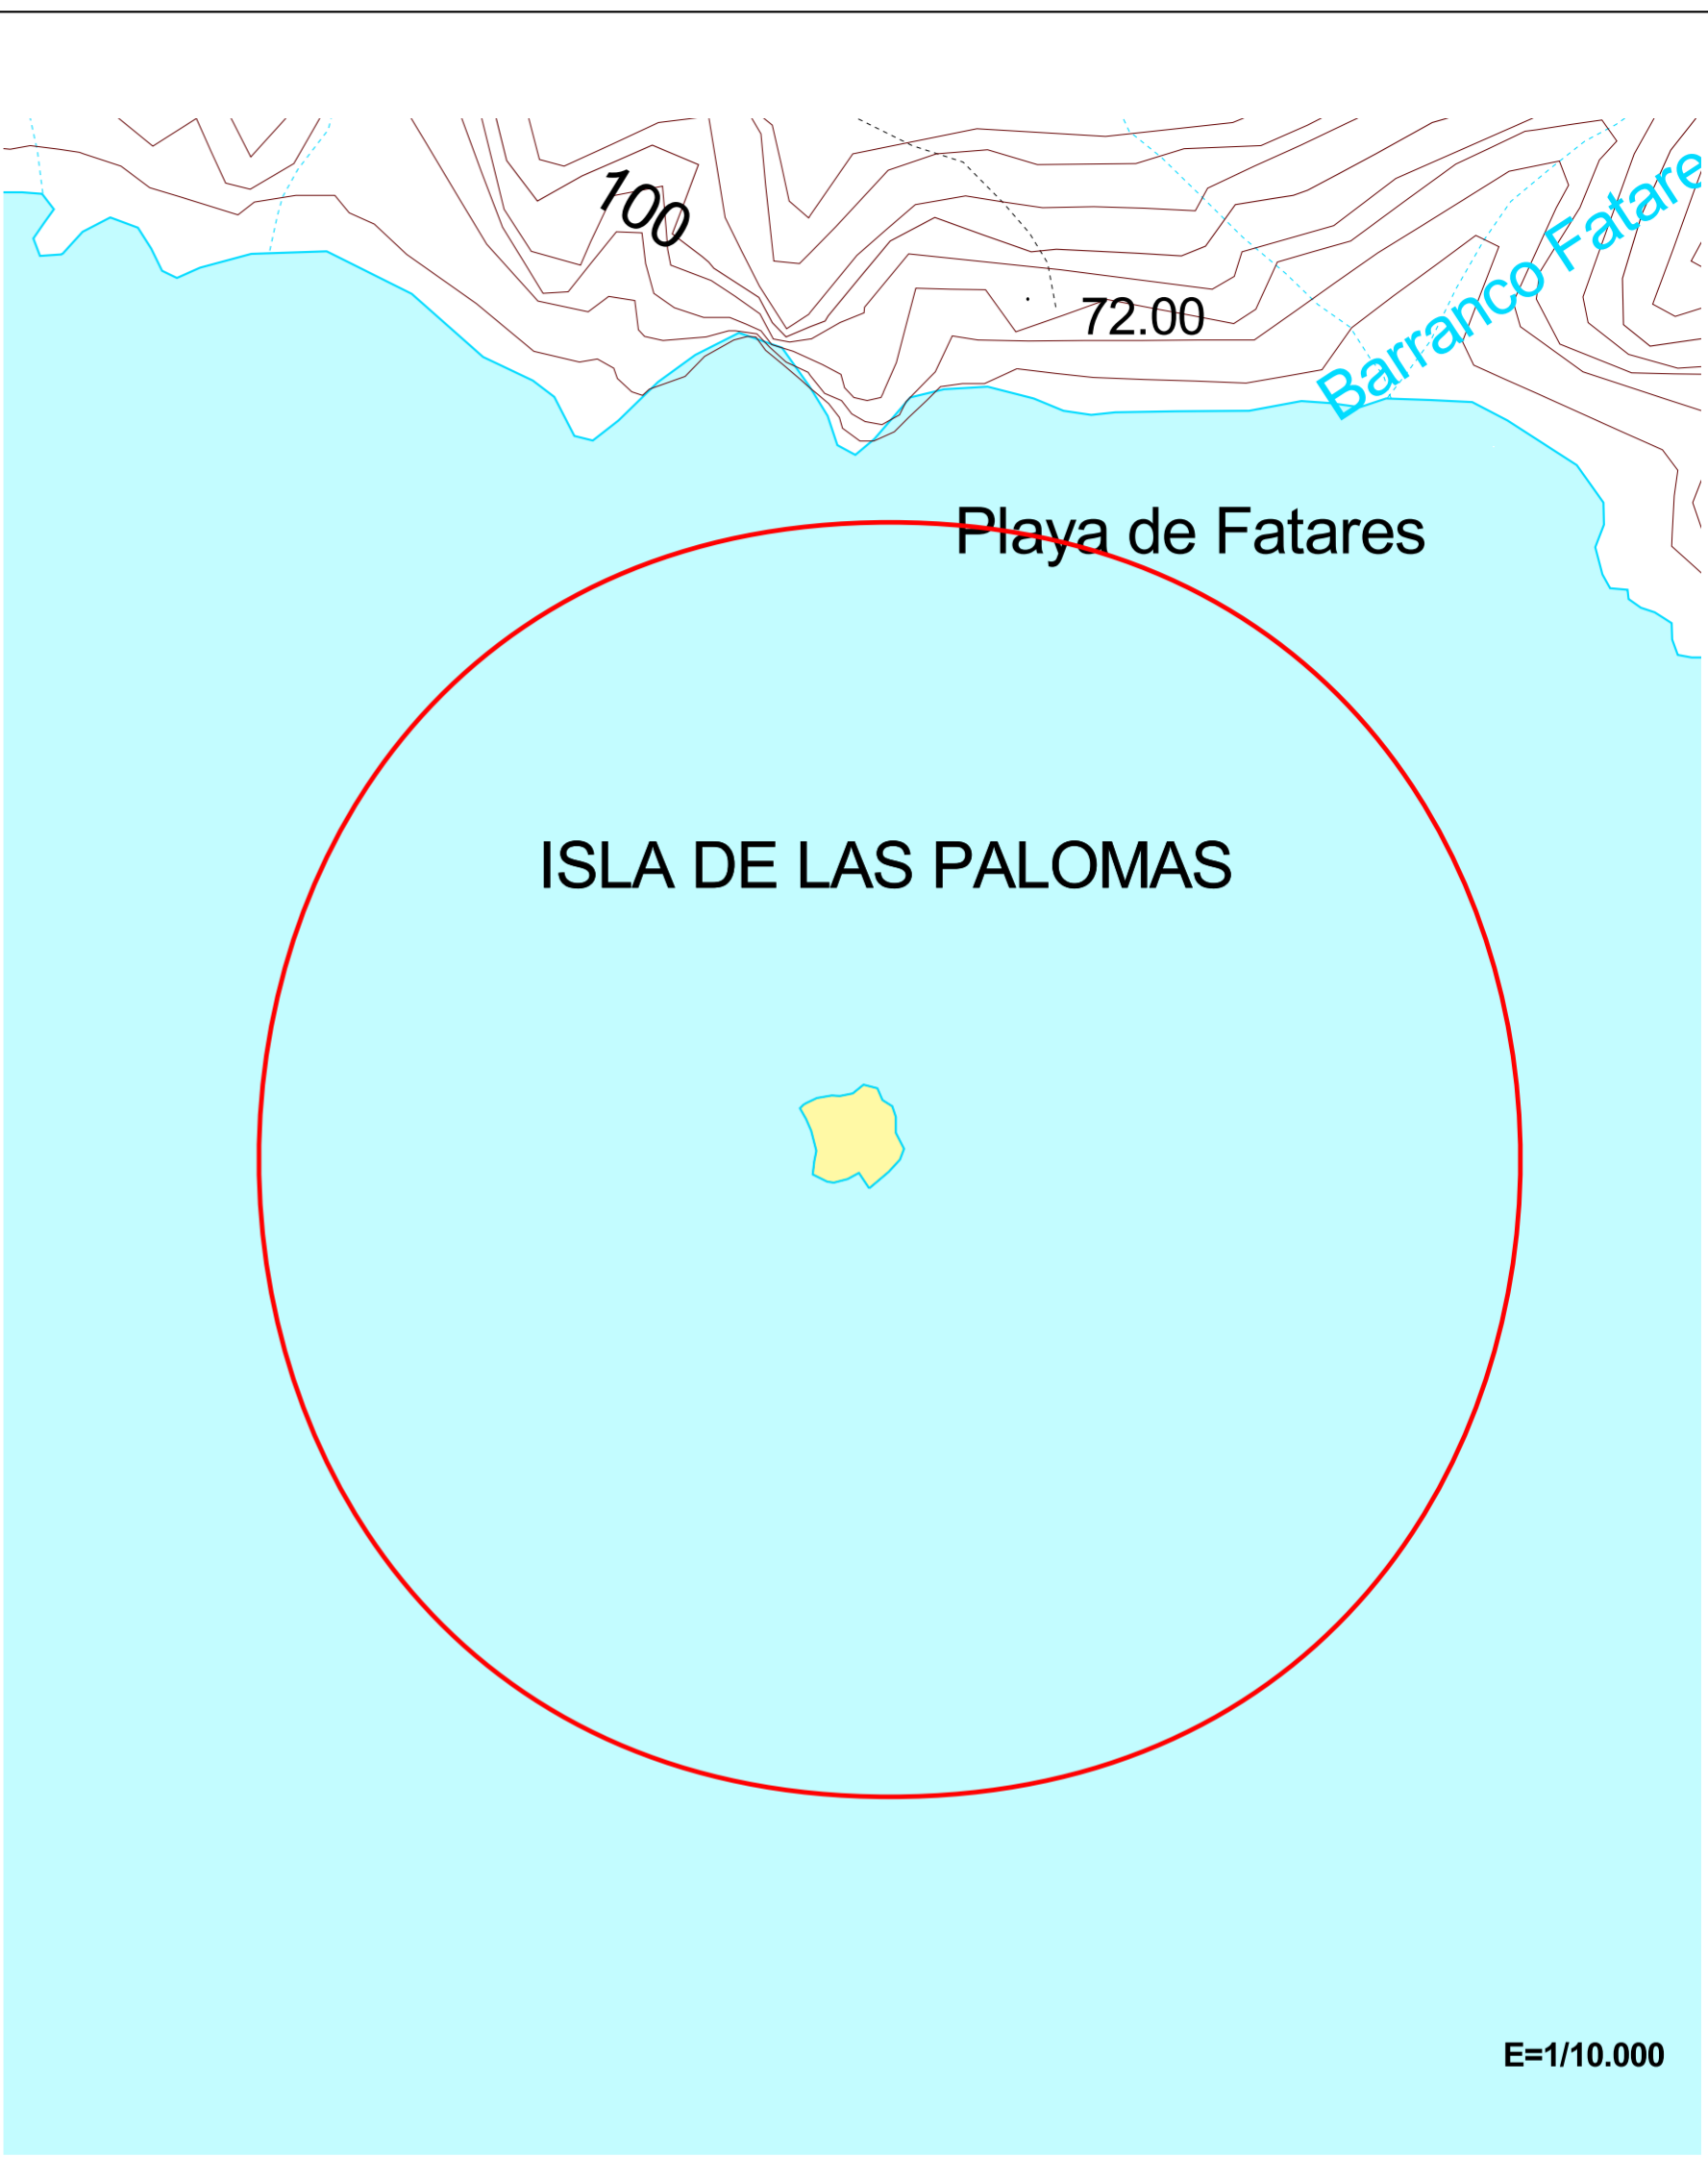 100
72.00
Barranco Fatare
Playa de Fatares
ISLA DE LAS PALOMAS
E=1/10.000